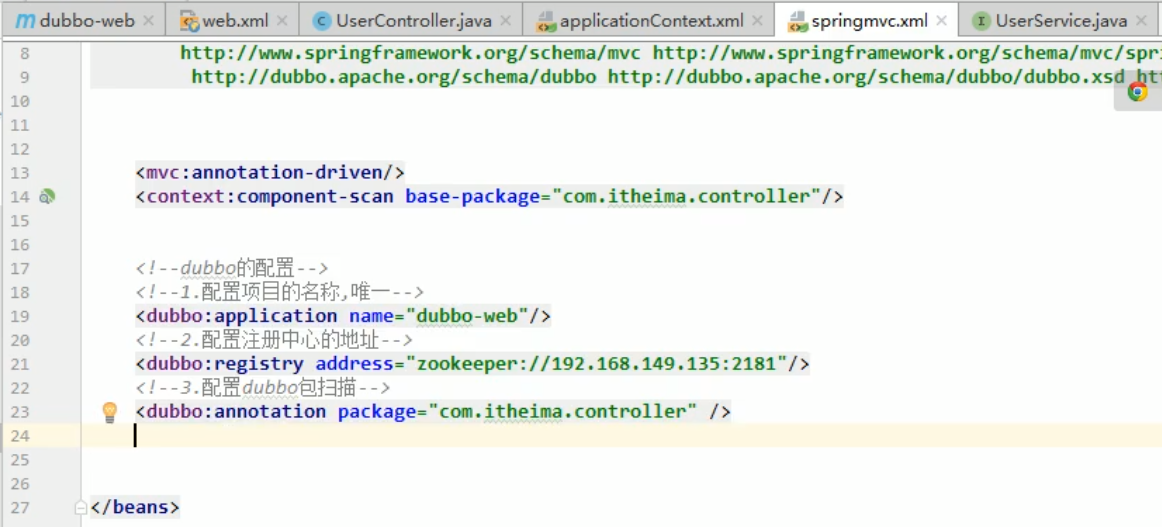 dubbo-web
web.xml
UserController.java
applicationContext.xml
springmvc.xml
UserService.java
8 http://www.springframework.org/schema/mvc http://www.springframework.org/schema/mvc/spri
9 http://dubbo.apache.org/schema/dubbo http://dubbo.apache.org/schema/dubbo/dubbo.xsd htt
10
11
12
13 <mvc:annotation-driven/>
14 <context:component-scan base-package="com.itheima.controller"/>
15
16
17 <!--dubbo的配置-->
18 <!--1.配置项目的名称,唯一-->
19 <dubbo:application name="dubbo-web"/>
20 <!--2.配置注册中心的地址-->
21 <dubbo:registry address="zookeeper://192.168.149.135:2181"/>
22 <!--3.配置dubbo包扫描-->
23 <dubbo:annotation package="com.itheima.controller" />
24
25
26
27 </beans>